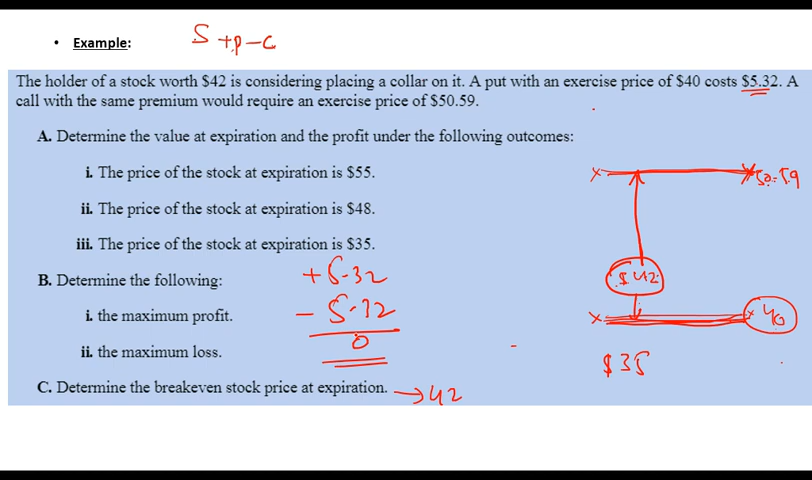 • Example:
S +p-c
The holder of a stock worth $42 is considering placing a collar on it. A put with an exercise price of $40 costs $5.32. A
call with the same premium would require an exercise price of $50.59.
A. Determine the value at expiration and the profit under the following outcomes:
i. The price of the stock at expiration is $55.
x x 50.59
ii. The price of the stock at expiration is $48.
iii. The price of the stock at expiration is $35.
+5.32
B. Determine the following:
$42
i. the maximum profit.
- 5.32
x x 40
ii. the maximum loss.
0
$35
C. Determine the breakeven stock price at expiration. → 42